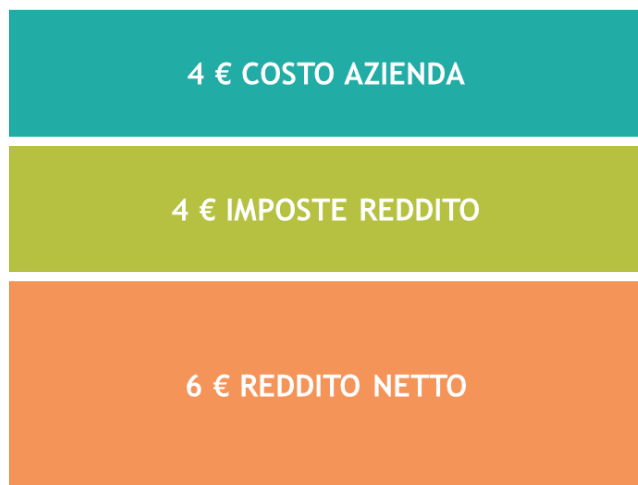 4 € COSTO AZIENDA
4 € IMPOSTE REDDITO
6 € REDDITO NETTO